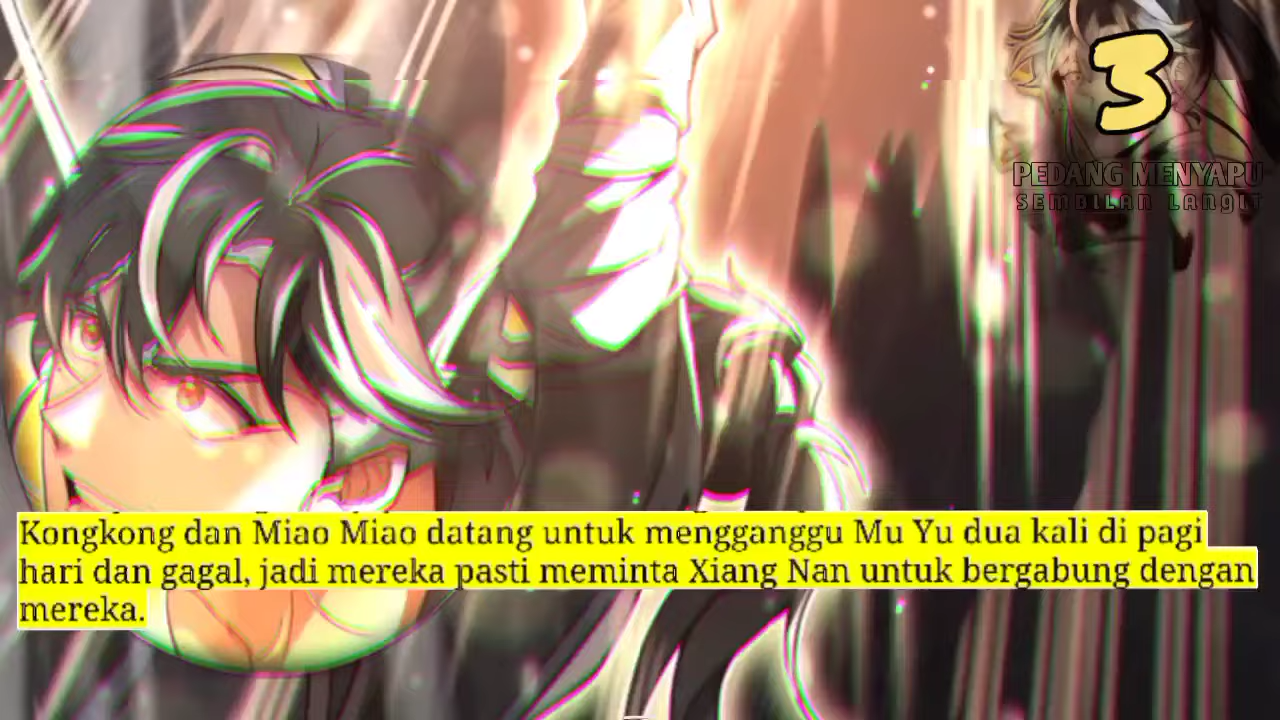 3
PEDANG MENYAPU
SEMBILAN LANGIT
Kongkong dan Miao Miao datang untuk mengganggu Mu Yu dua kali di pagi
hari dan gagal, jadi mereka pasti meminta Xiang Nan untuk bergabung dengan
mereka.